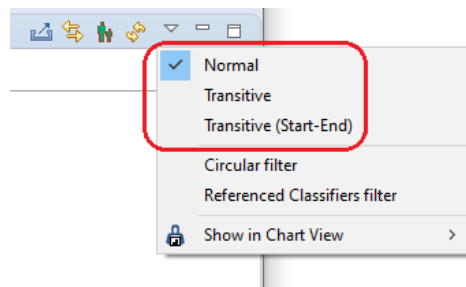 Normal
Transitive
Transitive (Start-End)
Circular filter
Referenced Classifiers filter
Show in Chart View